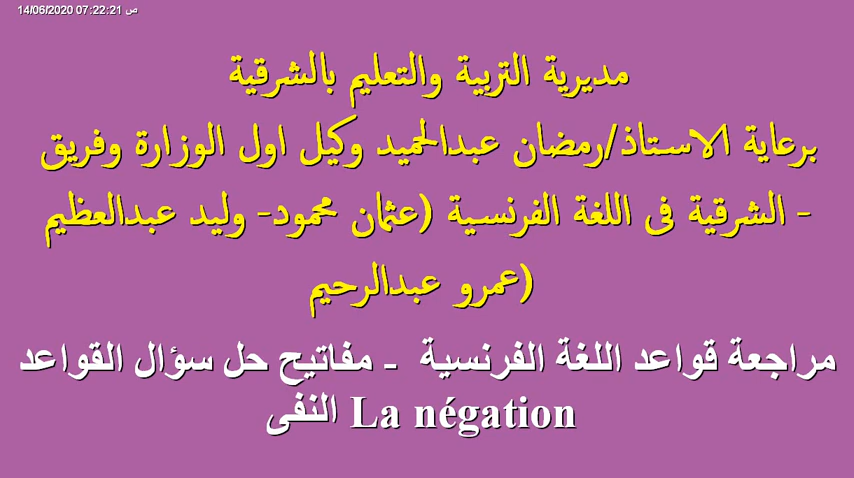 14/06/2020 07:22:21 ص
مديرية التربية والتعليم بالشرقية
برعاية الاستاذ/رمضان عبدالحميد وكيل اول الوزارة وفريق
الشرقية فى اللغة الفرنسية (عثمان محمود- وليد عبدالعظيم -
عمرو عبدالرحيم)
مراجعة قواعد اللغة الفرنسية - مفاتيح حل سؤال القواعد
La négation النفى